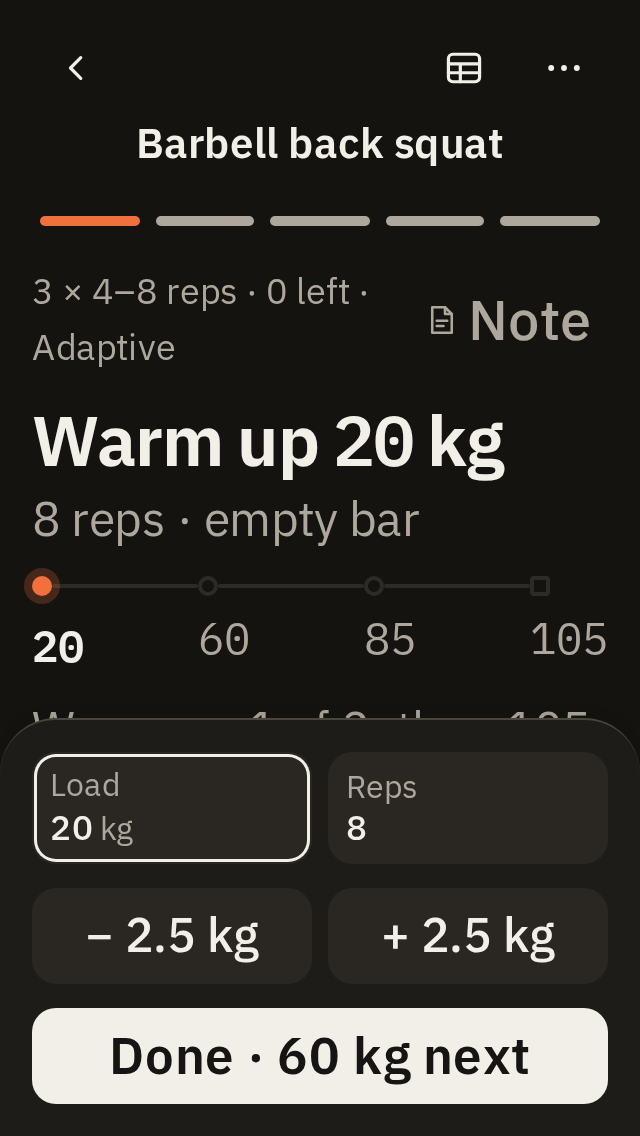 Barbell back squat
3 × 4–8 reps · 0 left ·
Adaptive
Note
Warm up 20 kg
8 reps · empty bar
20 60 85 105
Load
20 kg
Reps
8
– 2.5 kg
+ 2.5 kg
Done · 60 kg next